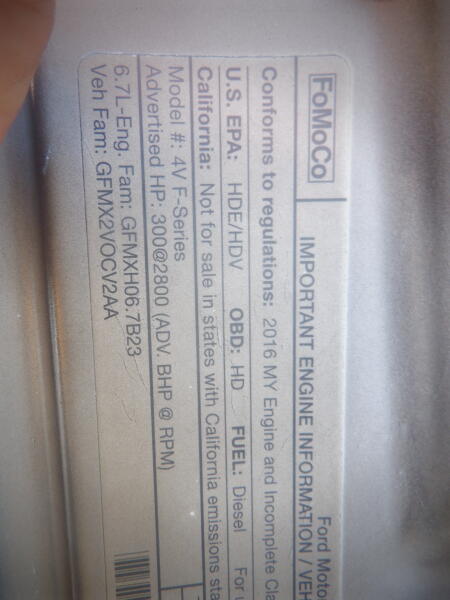 FoMoCo
Ford Moto
IMPORTANT ENGINE INFORMATION / VEH
Conforms to regulations: 2016 MY Engine and Incomplete Cla
U.S. EPA: HDE/HDV OBD: HD FUEL: Diesel For u
California: Not for sale in states with California emissions sta
Model #: 4V F-Series
Advertised HP: 300@2800 (ADV. BHP @ RPM)
6.7L-Eng. Fam: GFMXH06.7B23
Veh Fam: GFMX2VOCV2AA